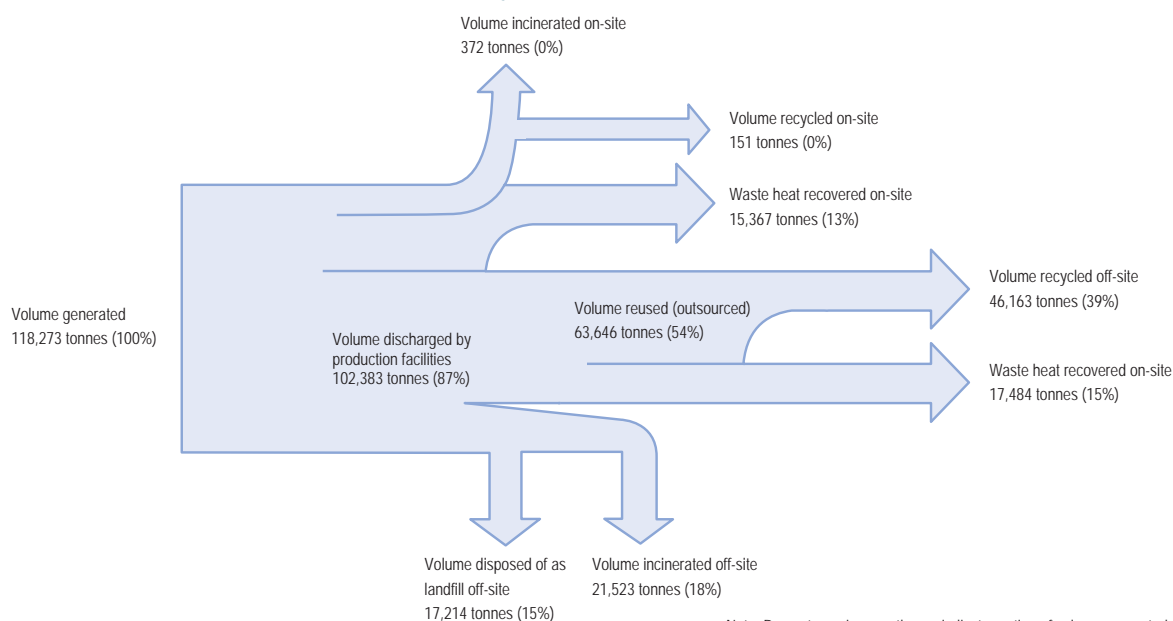 Volume incinerated on-site
372 tonnes (0%)
Volume recycled on-site
151 tonnes (0%)
Waste heat recovered on-site
15,367 tonnes (13%)
Volume recycled off-site
46,163 tonnes (39%)
Volume generated
118,273 tonnes (100%)
Volume reused (outsourced)
63,646 tonnes (54%)
Volume discharged by
production facilities
102,383 tonnes (87%)
Waste heat recovered on-site
17,484 tonnes (15%)
Volume disposed of as
landfill off-site
17,214 tonnes (15%)
Volume incinerated off-site
21,523 tonnes (18%)